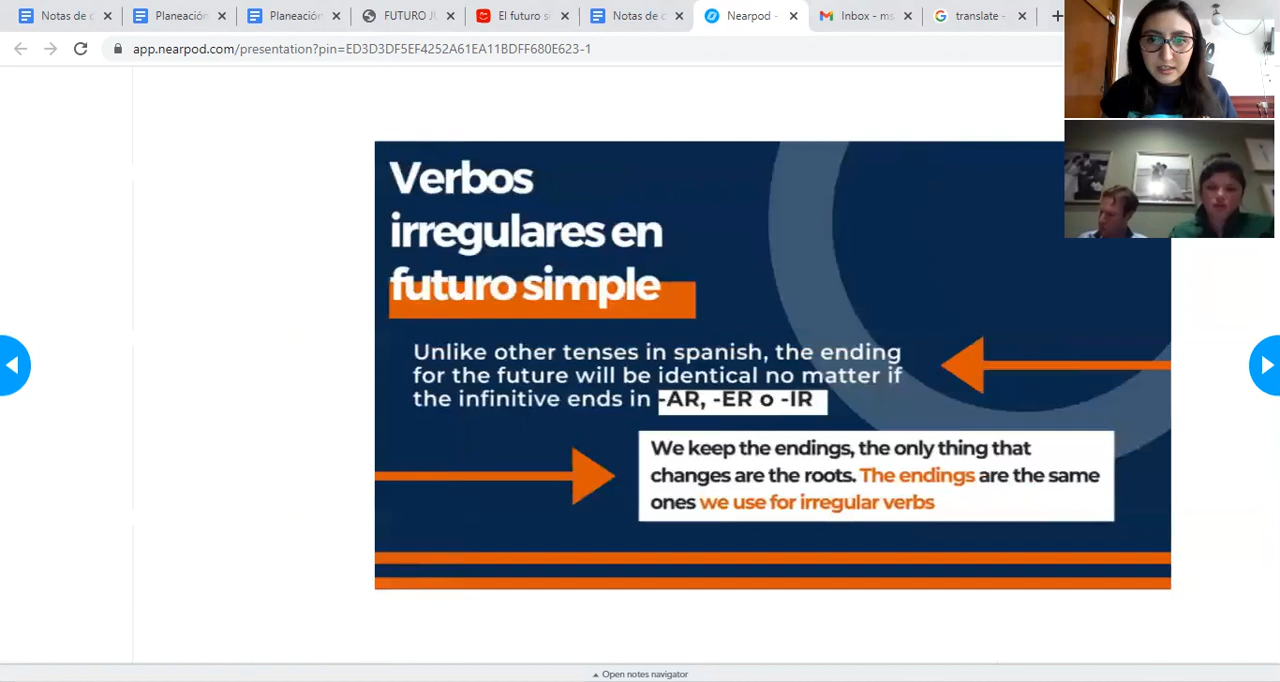 Notas de c
Planeación
Planeación
FUTURO JU
El futuro s
Notas de c
Nearpod -
Inbox - ms
translate -
app.nearpod.com/presentation?pin=ED3D3DF5EF4252A61EA11BDFF680E623-1
Verbos
irregulares en
futuro simple
Unlike other tenses in spanish, the ending
for the future will be identical no matter if
the infinitive ends in -AR, -ER o -IR
We keep the endings, the only thing that
changes are the roots. The endings are the same
ones we use for irregular verbs
Open notes navigator